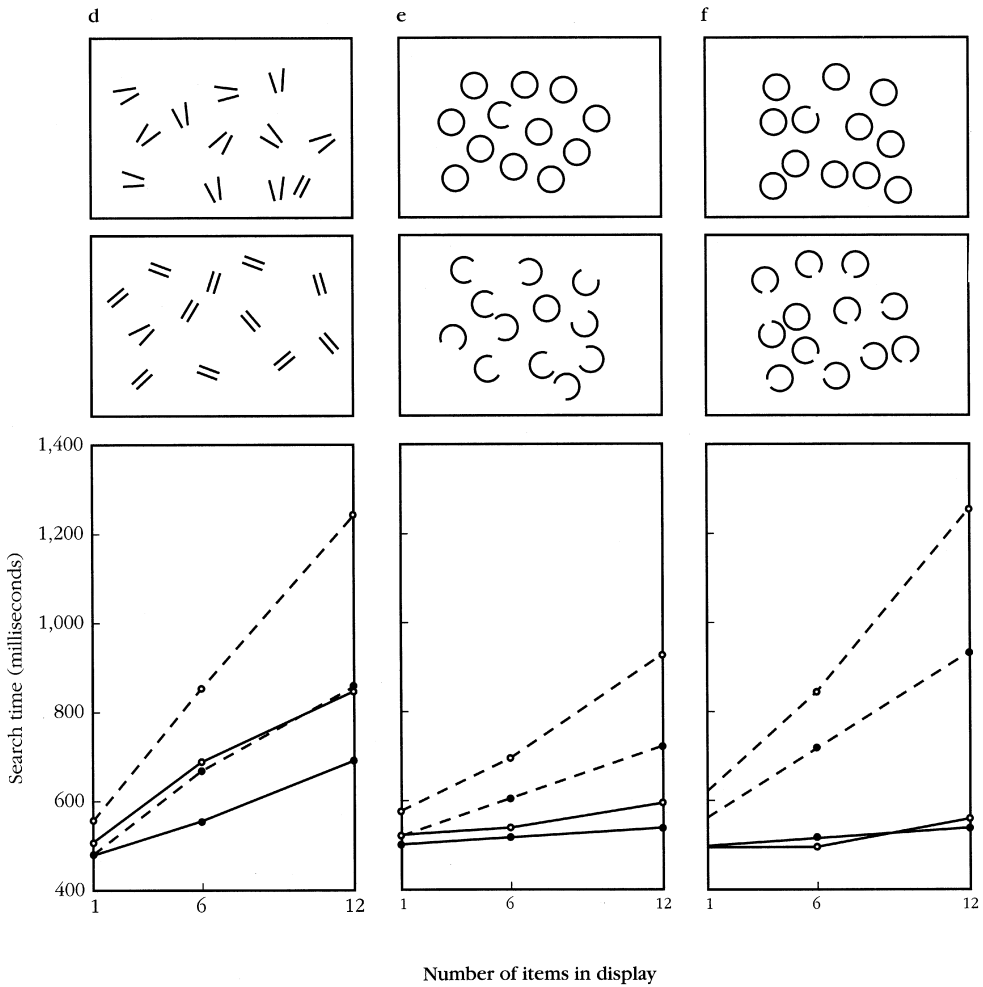 d e f
1,400
1,200
1,000
800
600
400
Search time (milliseconds)
1 6 12 1 6 12 1 6 12
Number of items in display